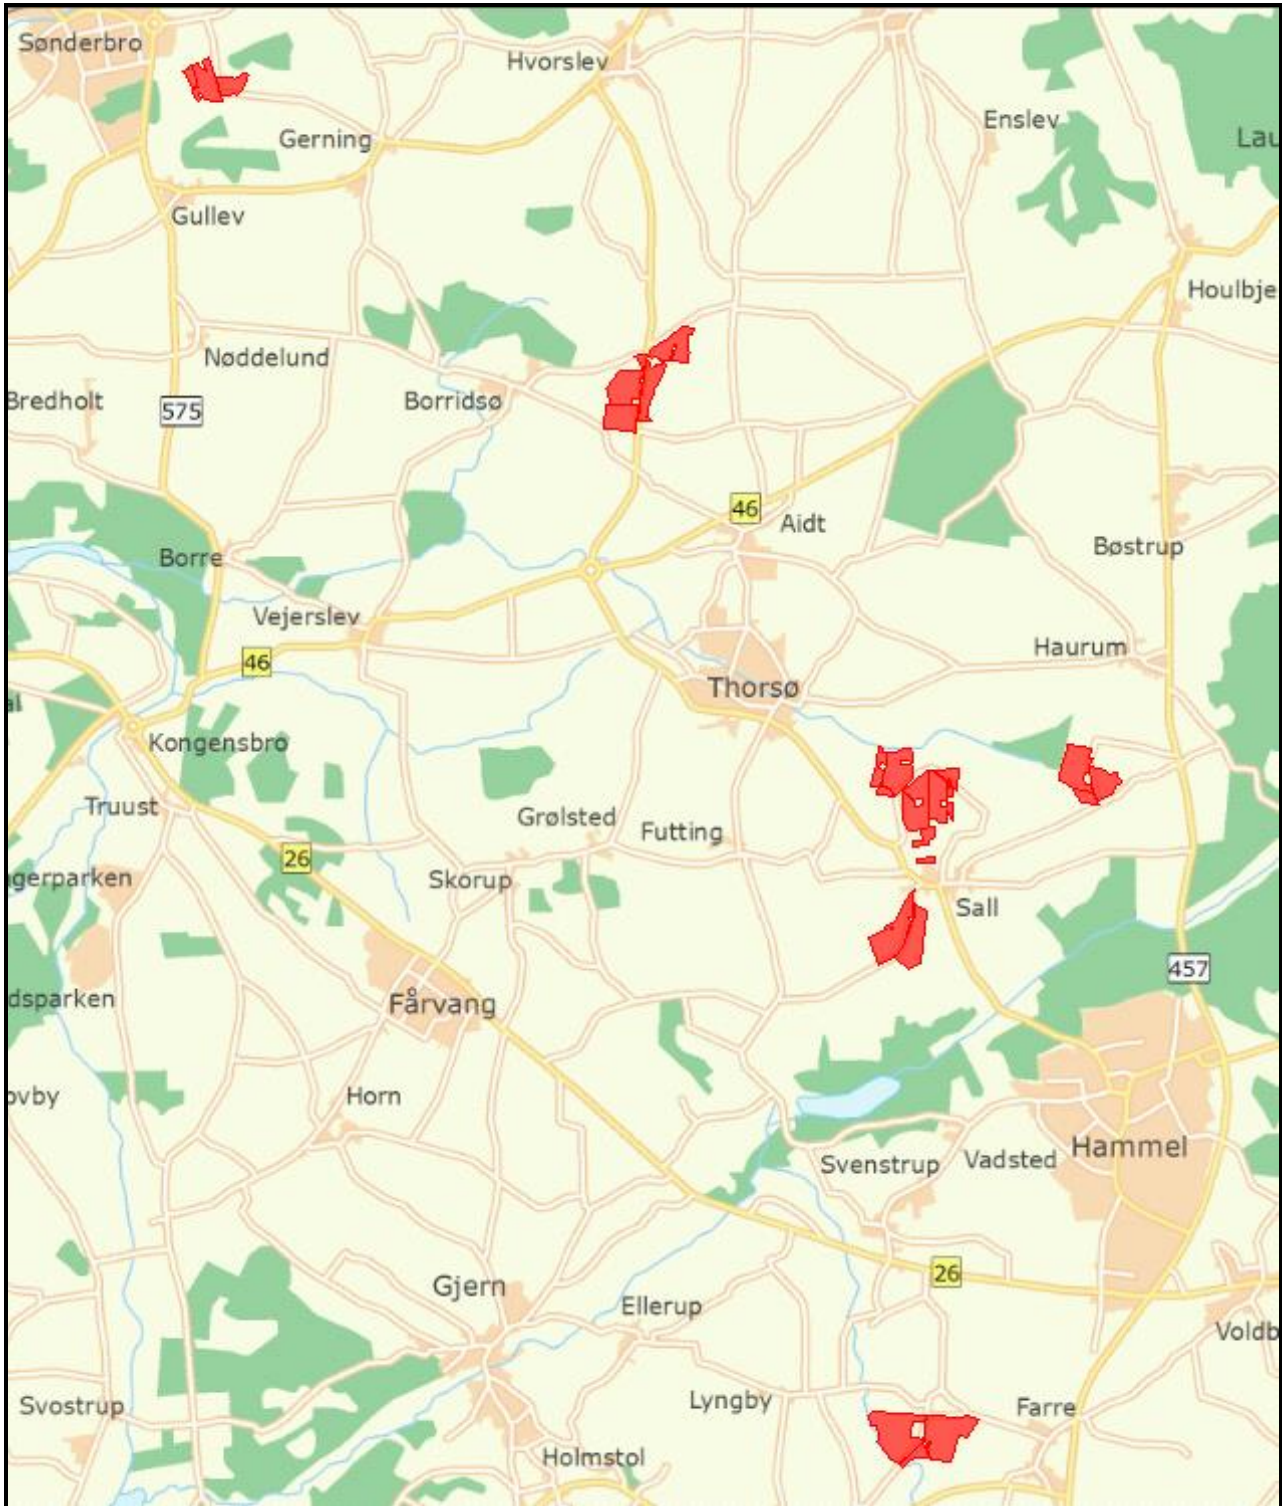 Sønderbro
Hvorslev
Enslev
Lau
Gerning
Gullev
Houlbje
Nøddelund
Bredholt
575
Borridsø
46
Aidt
Bøstrup
Borre
Vejerslev
46
Haurum
Thorsø
al
Kongensbro
Truust
Grølsted
Futting
26
gerparken
Skorup
Sall
457
dsparken
Fårvang
ovby
Horn
Hammel
Svenstrup
Vadsted
26
Gjern
Ellerup
Voldb
Svostrup
Lyngby
Farre
Holmstol